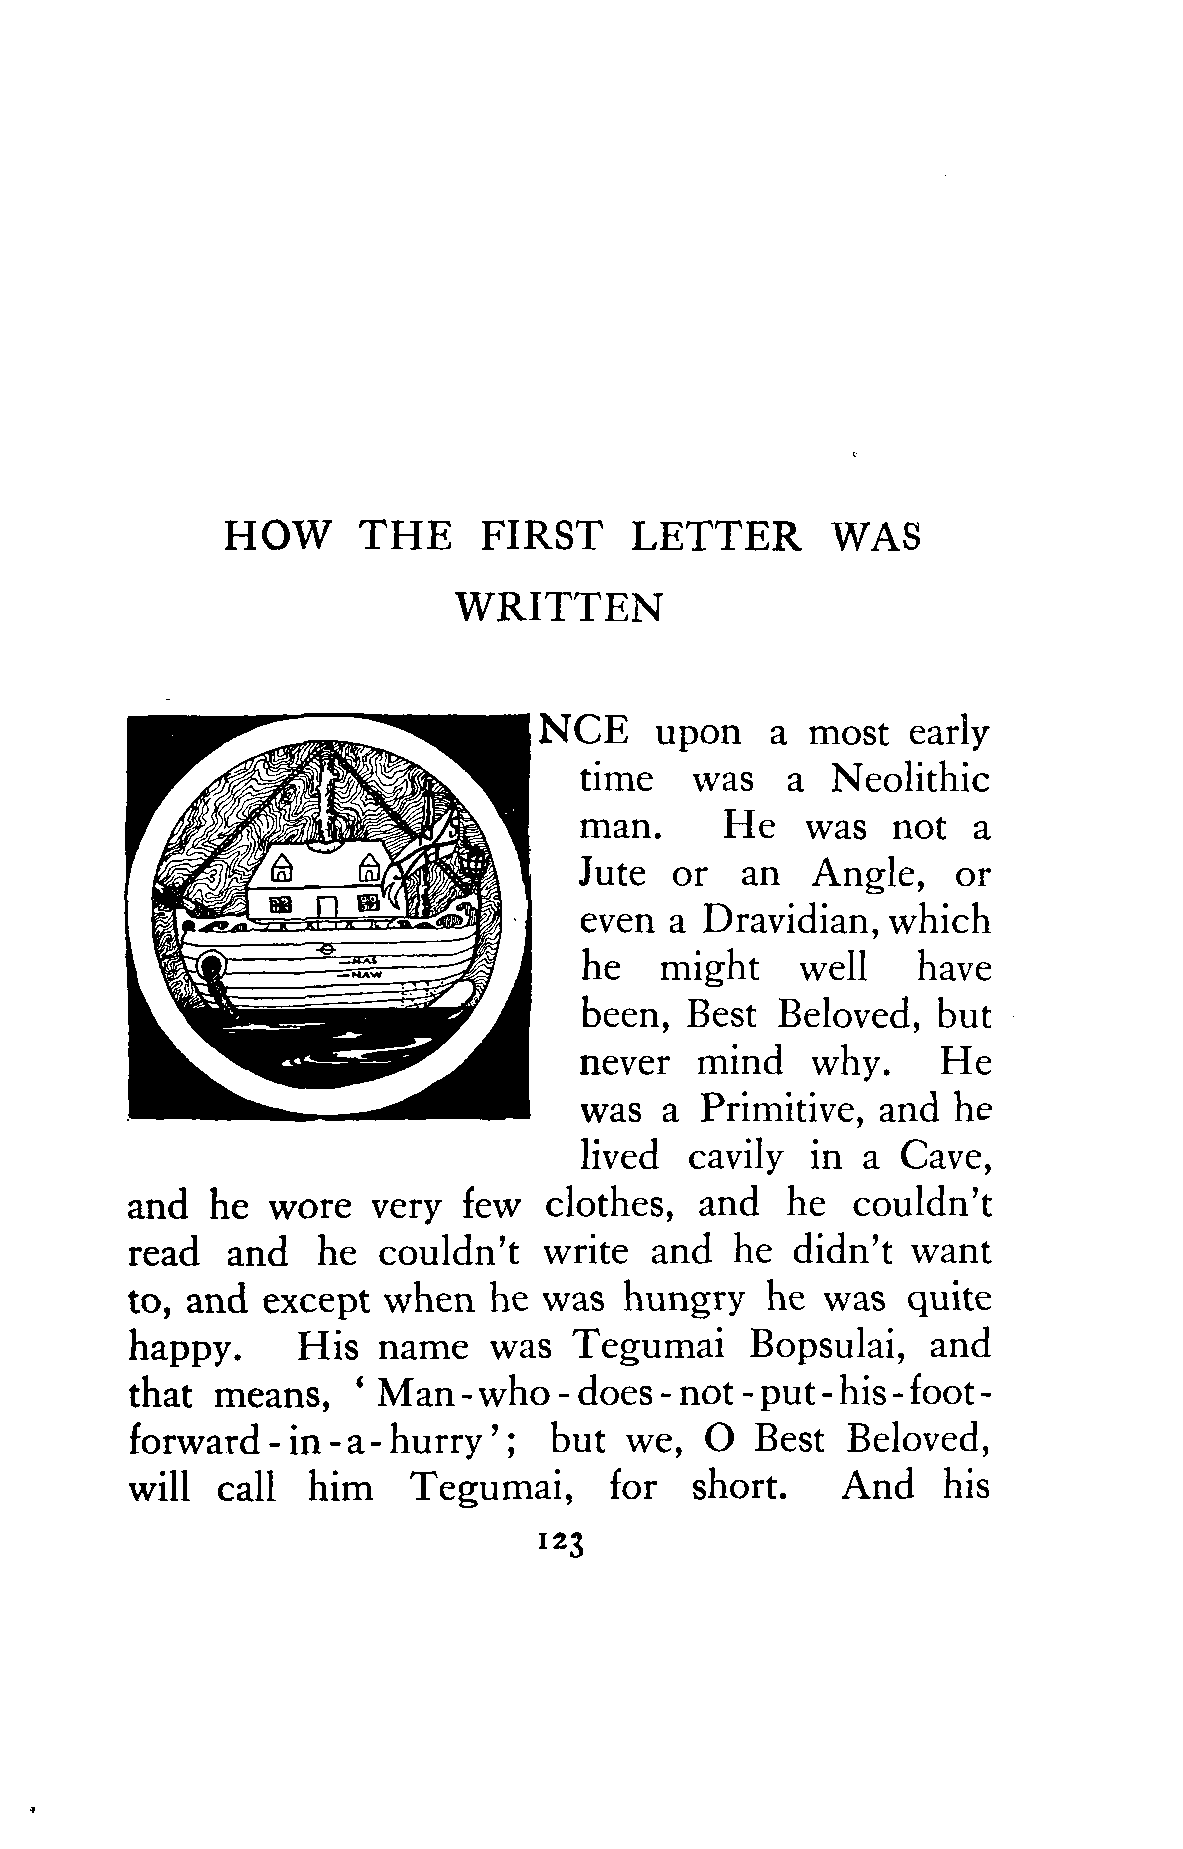 HOW THE FIRST LETTER WAS
WRITTEN
ONCE upon a most early
time was a Neolithic
man. He was not a
Jute or an Angle, or
even a Dravidian, which
he might well have
been, Best Beloved, but
never mind why. He
was a Primitive, and he
lived cavily in a Cave,
and he wore very few clothes, and he couldn't
read and he couldn't write and he didn't want
to, and except when he was hungry he was quite
happy. His name was Tegumai Bopsulai, and
that means, ‘Man-who-does-not-put-his-foot-
forward-in-a-hurry’; but we, O Best Beloved,
will call him Tegumai, for short. And his
123